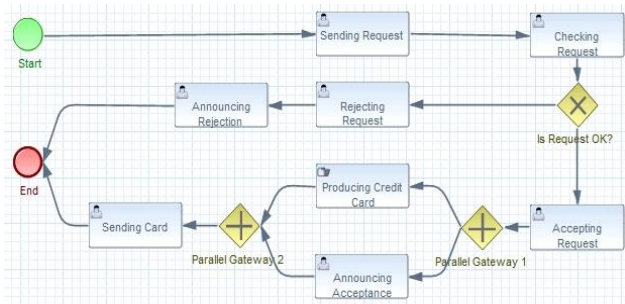 Start
Sending Request
Checking
Request
Is Request OK?
Rejecting
Request
Announcing
Rejection
End
Accepting
Request
Parallel Gateway 1
Producing Credit
Card
Announcing
Acceptance
Parallel Gateway 2
Sending Card